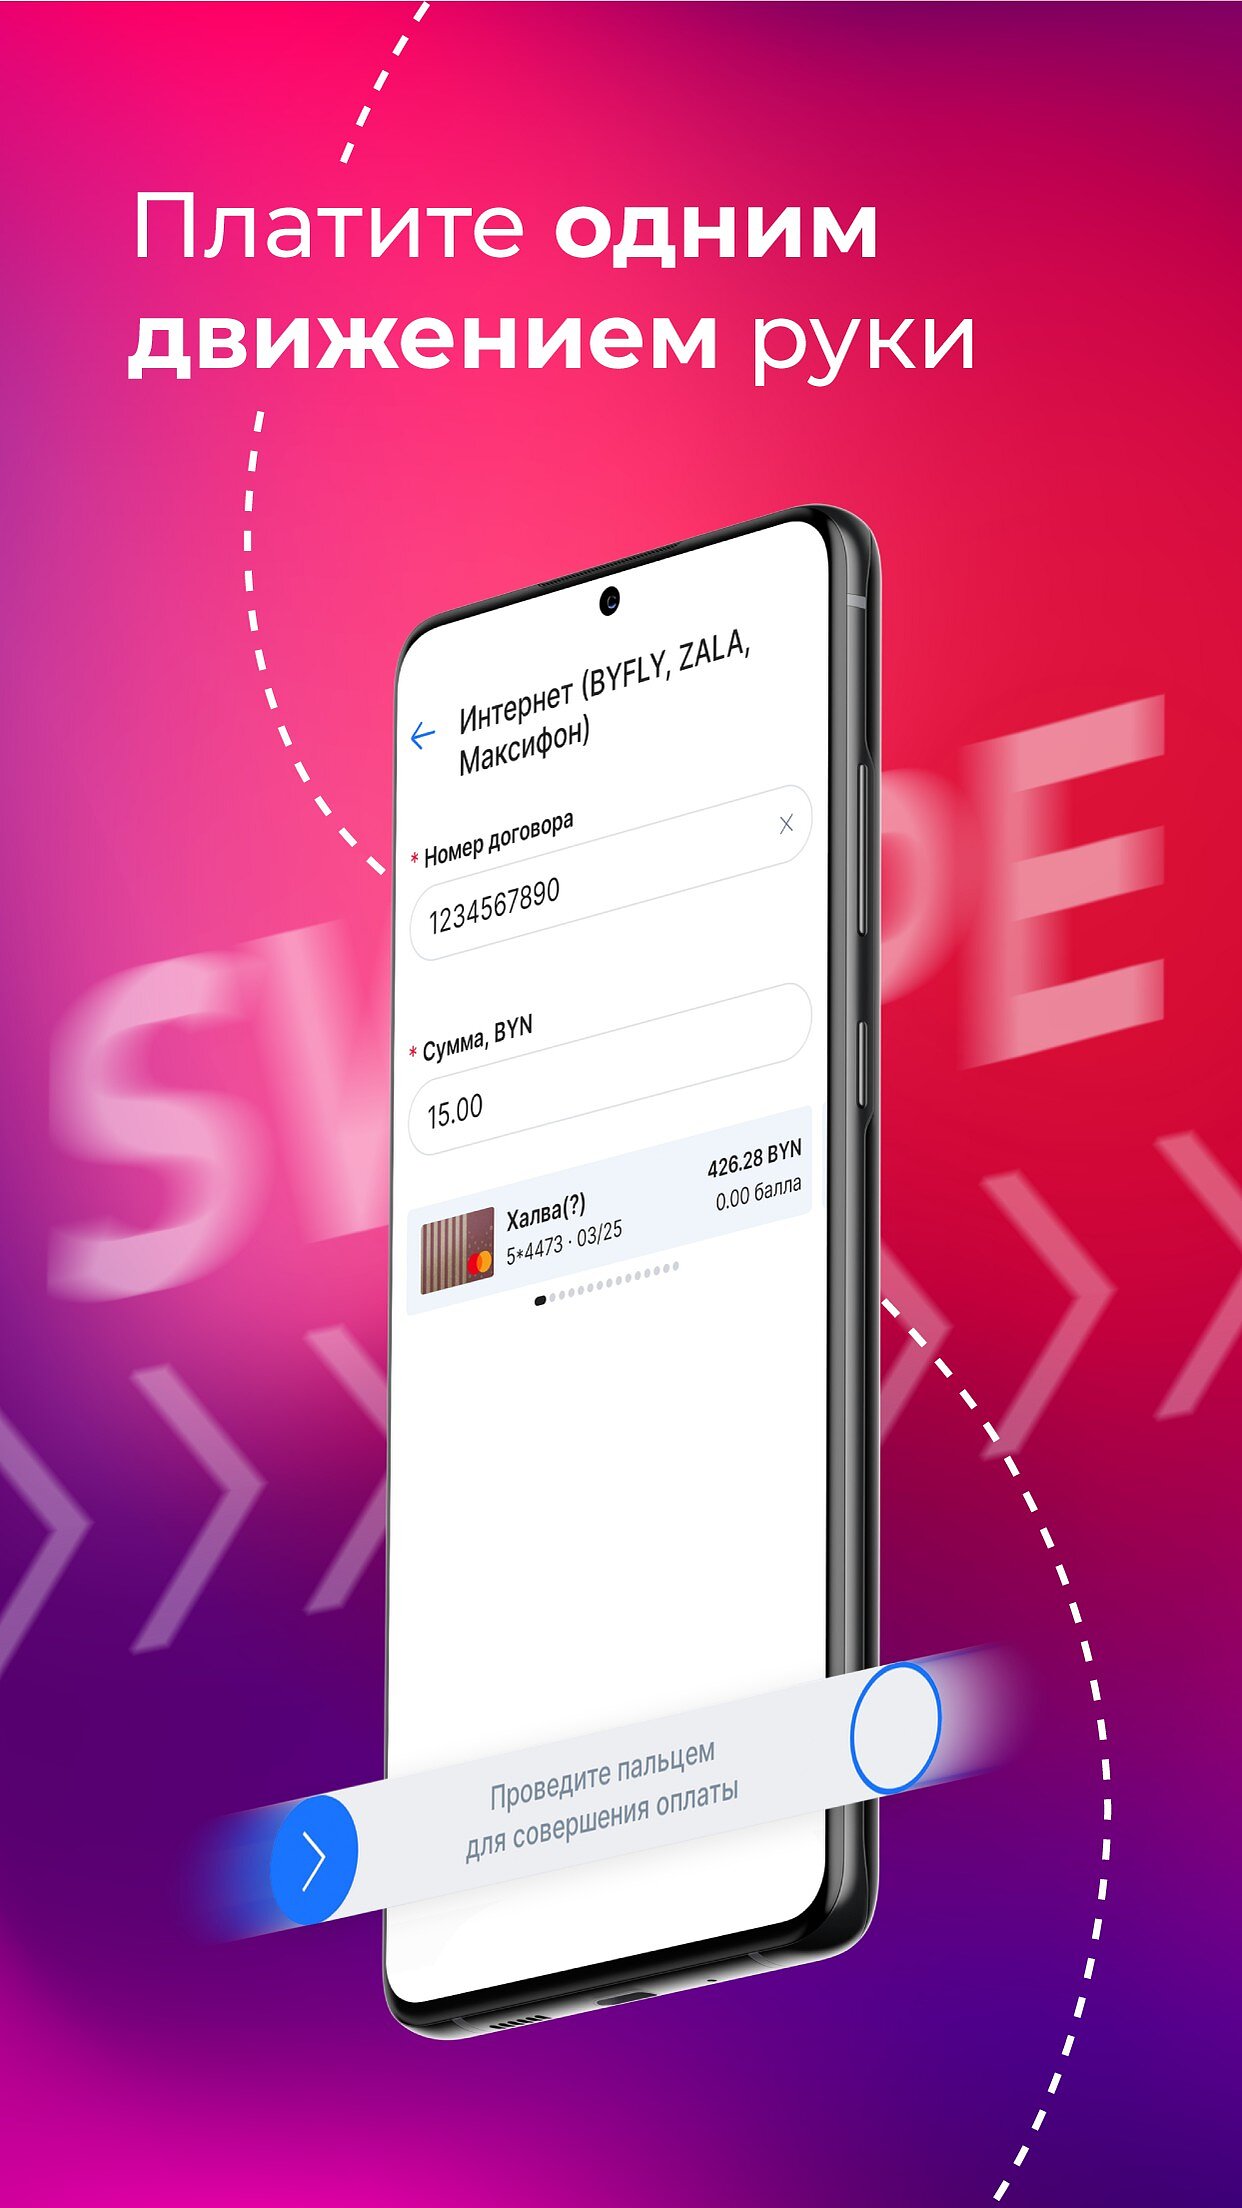 Платите одним
движением руки
Интернет (BYFLY, ZALA,
Максифон)
* Номер договора
1234567890
* Сумма, BYN
15.00
Халва(?)
5*4473 · 03/25
426.28 BYN
0.00 балла
Проведите пальцем
для совершения оплаты